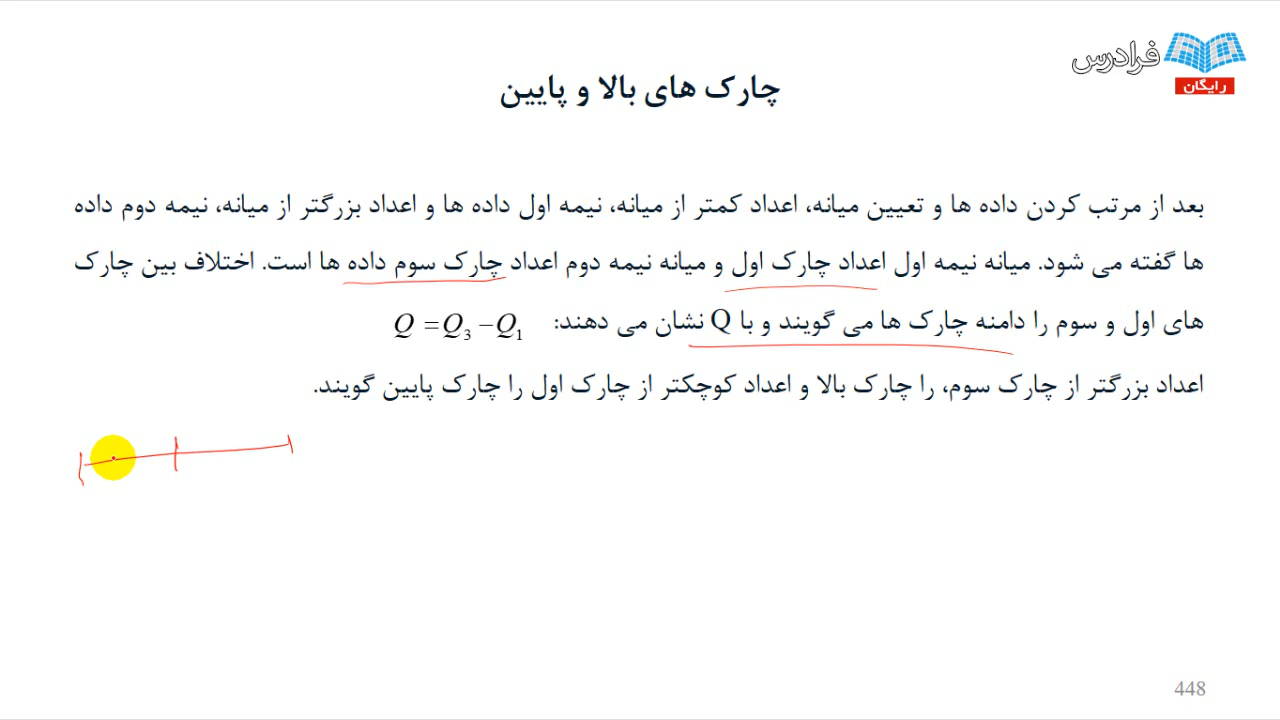 فرادرس
رایگان
چارک های بالا و پایین
بعد از مرتب کردن داده ها و تعیین میانه، اعداد کمتر از میانه، نیمه اول داده ها و اعداد بزرگتر از میانه، نیمه دوم داده
ها گفته می شود. میانه نیمه اول اعداد چارک اول و میانه نیمه دوم اعداد چارک سوم داده ها است. اختلاف بین چارک
های اول و سوم را دامنه چارک ها می گویند و با Q نشان می دهند: Q = Q₃ − Q₁
اعداد بزرگتر از چارک سوم، را چارک بالا و اعداد کوچکتر از چارک اول را چارک پایین گویند.
448